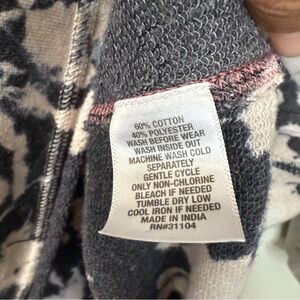 60% COTTON
40% POLYESTER
WASH BEFORE WEAR
WASH INSIDE OUT
MACHINE WASH COLD
SEPARATELY
GENTLE CYCLE
ONLY NON-CHLORINE
BLEACH IF NEEDED
TUMBLE DRY LOW
COOL IRON IF NEEDED
MADE IN INDIA
RN#31104